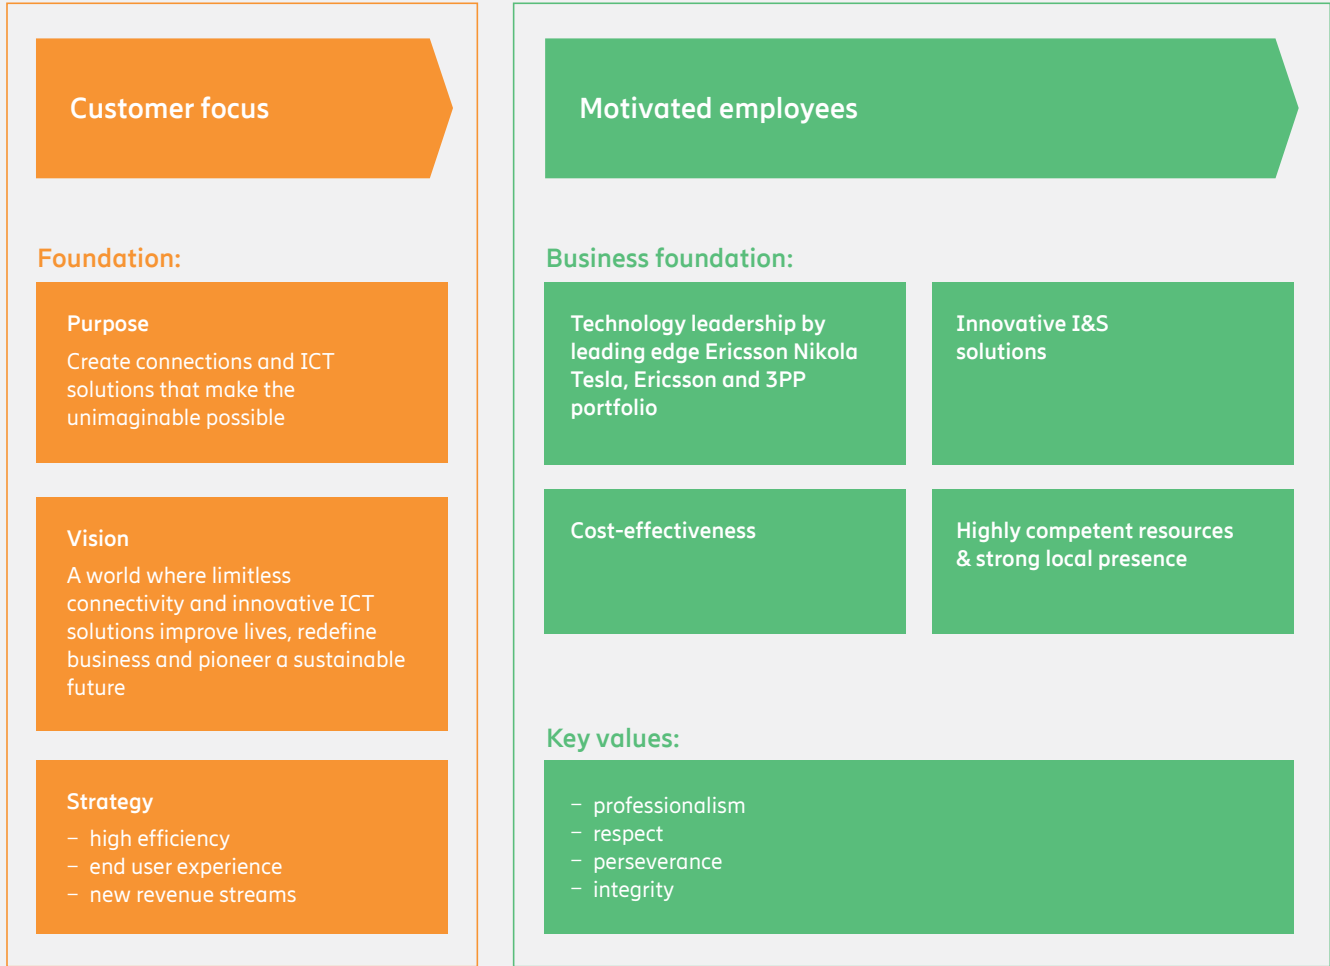 Customer focus
Foundation:
Purpose
Create connections and ICT
solutions that make the
unimaginable possible
Vision
A world where limitless
connectivity and innovative ICT
solutions improve lives, redefine
business and pioneer a sustainable
future
Strategy
– high efficiency
– end user experience
– new revenue streams
Motivated employees
Business foundation:
Technology leadership by
leading edge Ericsson Nikola
Tesla, Ericsson and 3PP
portfolio
Innovative I&S
solutions
Cost-effectiveness
Highly competent resources
& strong local presence
Key values:
– professionalism
– respect
– perseverance
– integrity